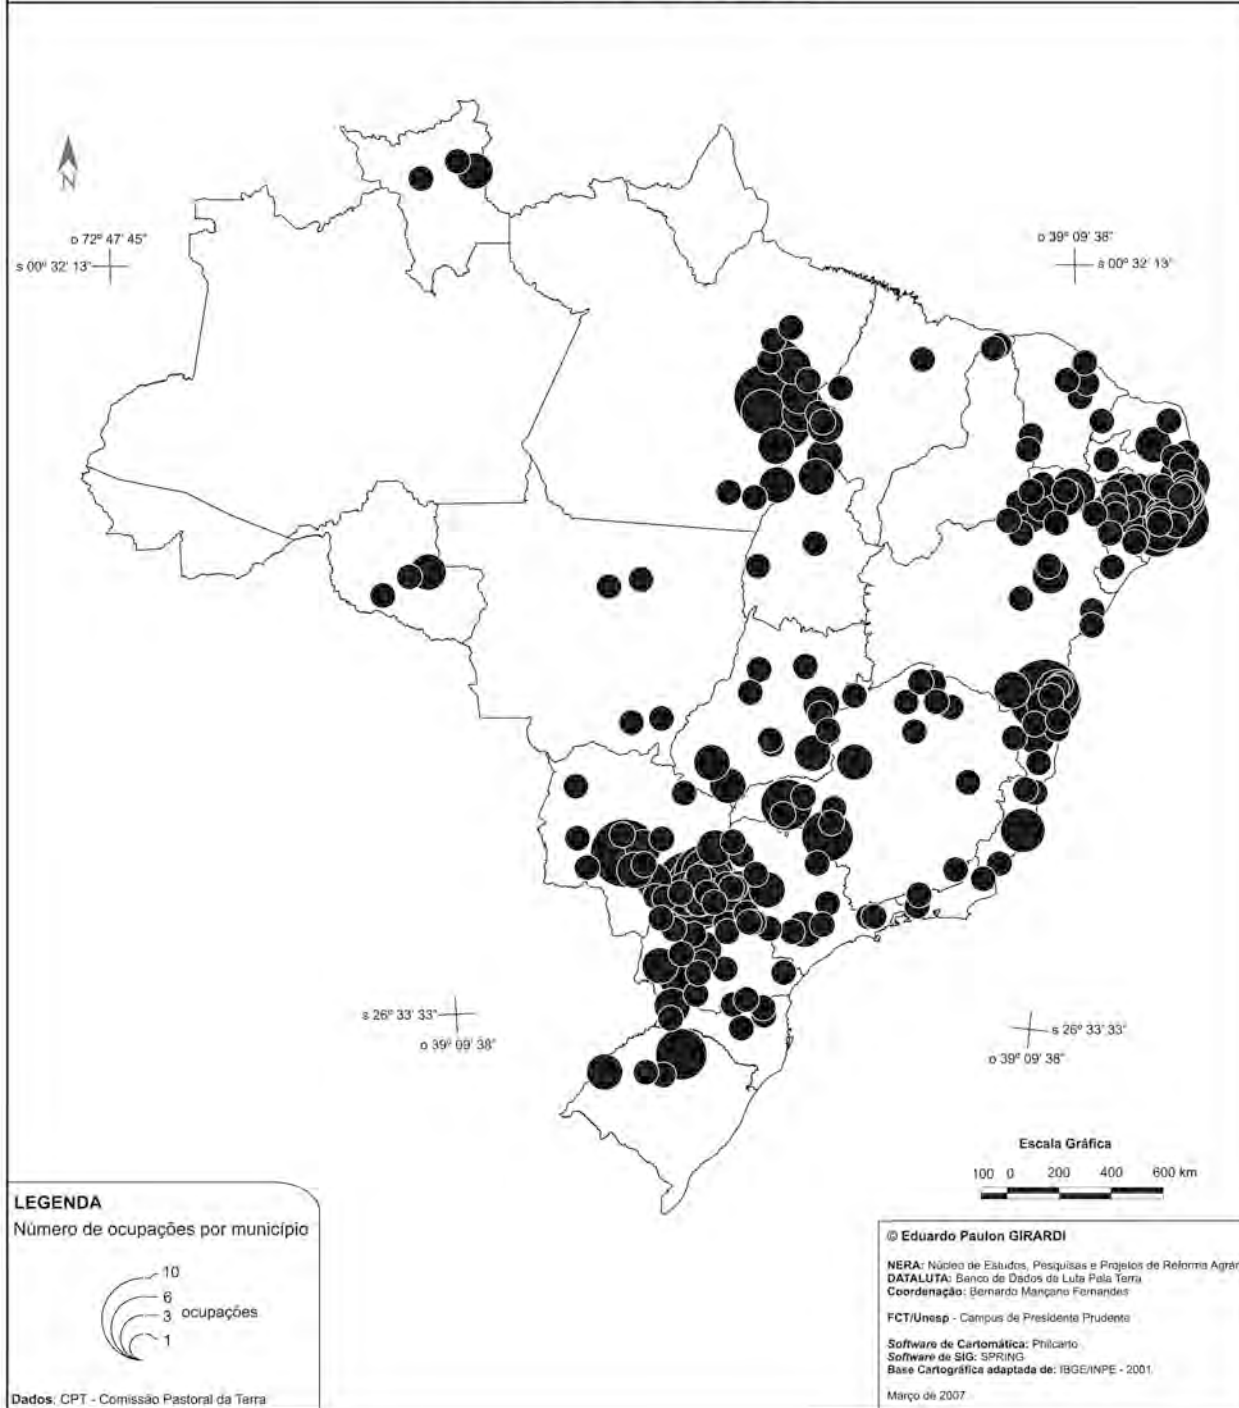 N
o 72º 47' 45"
s 00º 32' 13"
o 39º 09' 38"
s 00º 32' 13"
s 26º 33' 33"
o 39º 09' 38"
s 26º 33' 33"
o 39º 09' 38"
Escala Gráfica
100 0 200 400 600 km
LEGENDA
Número de ocupações por município
10
6
3
1
ocupações
Dados: CPT - Comissão Pastoral da Terra
© Eduardo Paulon GIRARDI
NERA: Núcleo de Estudos, Pesquisas e Projetos de Reforma Agrár
DATALUTA: Banco de Dados da Luta Pela Terra
Coordenação: Bernardo Mançano Fernandes
FCT/Unesp - Campus de Presidente Prudente
Software de Cartomática: Philcarto
Software de SIG: SPRING
Base Cartográfica adaptada de: IBGE/INPE - 2001.
Março de 2007